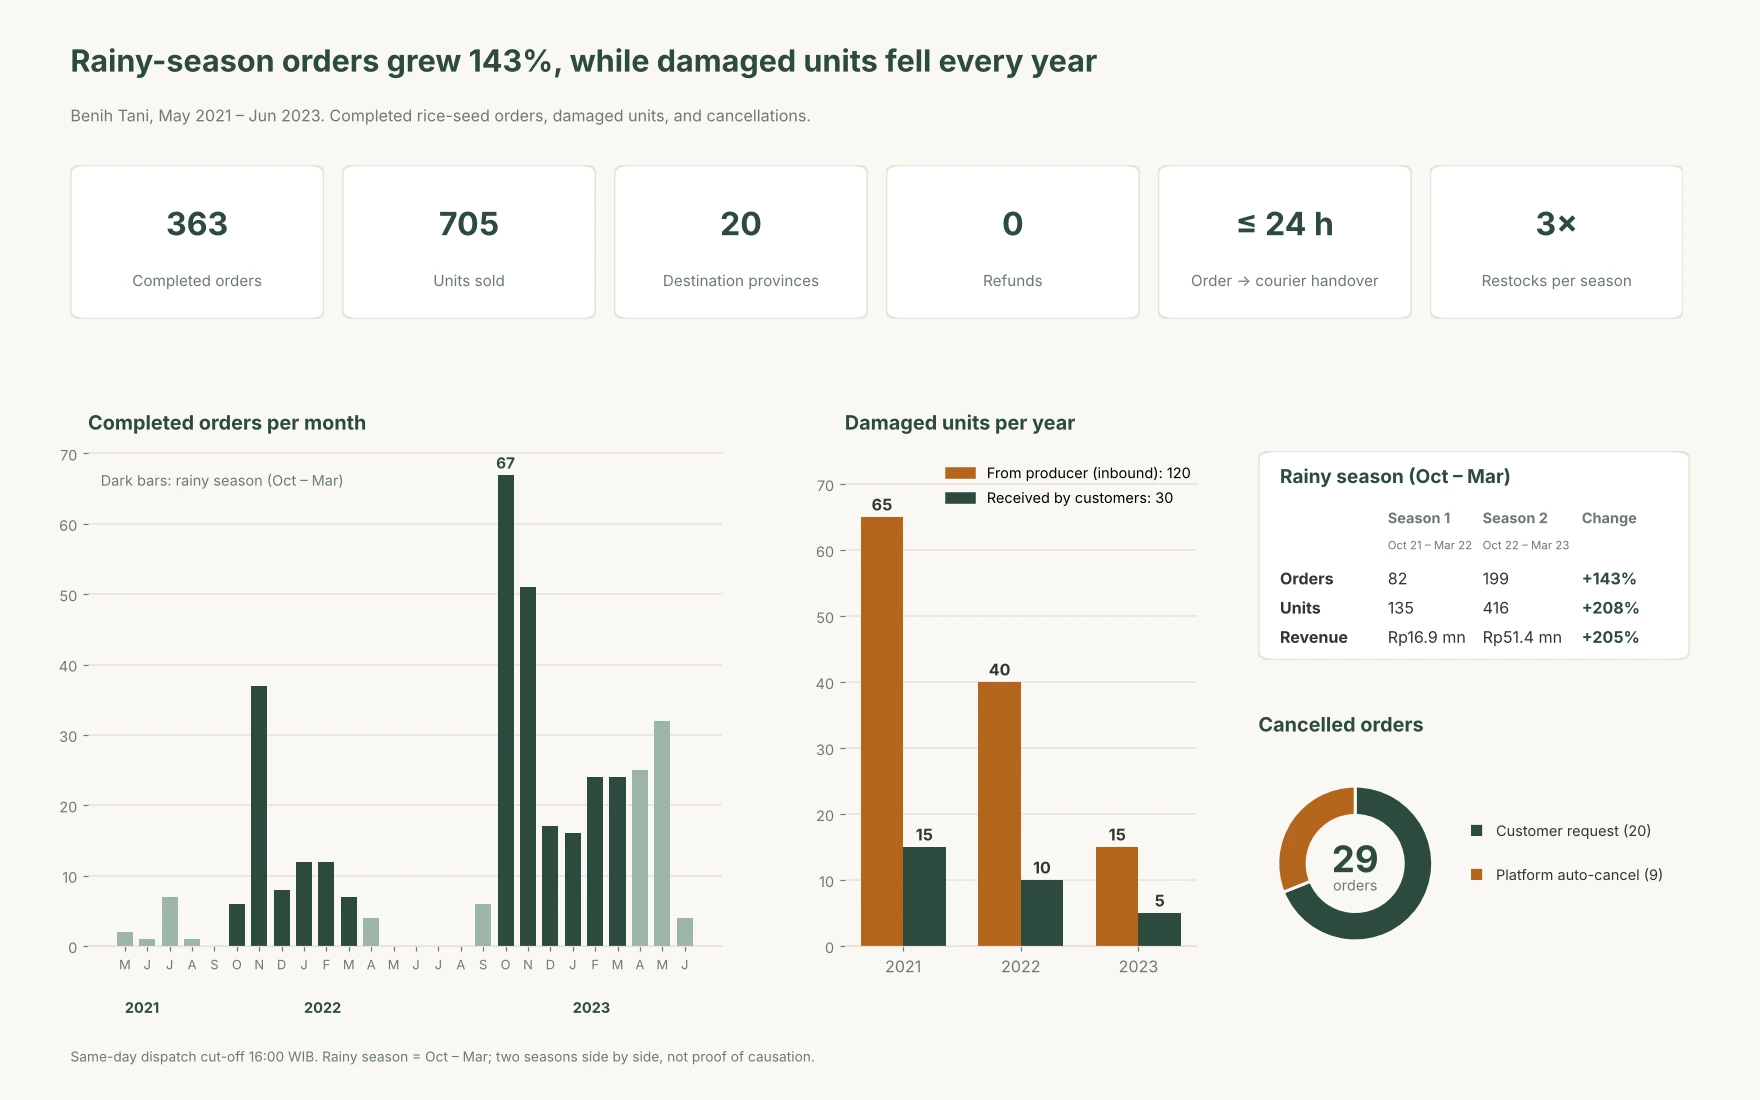 Rainy-season orders grew 143%, while damaged units fell every year
Benih Tani, May 2021 – Jun 2023. Completed rice-seed orders, damaged units, and cancellations.
363
Completed orders
705
Units sold
20
Destination provinces
0
Refunds
≤ 24 h
Order → courier handover
3×
Restocks per season
Completed orders per month
Dark bars: rainy season (Oct – Mar)
70
60
50
40
30
20
10
0
67
M J J A S O N D J F M A M J J A S O N D J F M A M J
2021 2022 2023
Damaged units per year
From producer (inbound): 120
Received by customers: 30
70
60
50
40
30
20
10
0
65
15
40
10
15
5
2021 2022 2023
Rainy season (Oct – Mar)
Season 1 Season 2 Change
Oct 21 – Mar 22 Oct 22 – Mar 23
Orders 82 199 +143%
Units 135 416 +208%
Revenue Rp16.9 mn Rp51.4 mn +205%
Cancelled orders
29
orders
Customer request (20)
Platform auto-cancel (9)
Same-day dispatch cut-off 16:00 WIB. Rainy season = Oct – Mar; two seasons side by side, not proof of causation.